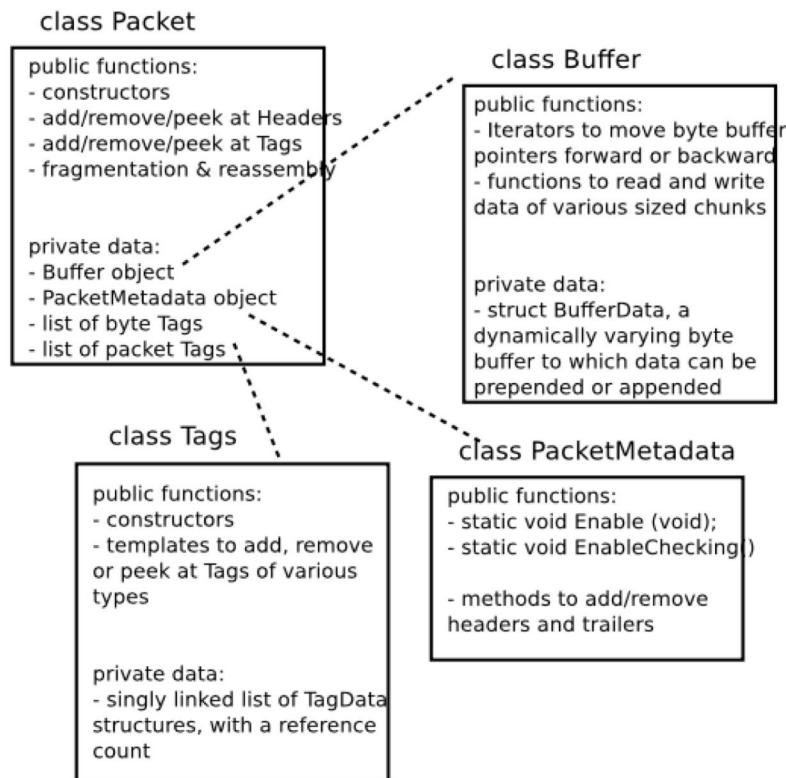 class Packet
public functions:
- constructors
- add/remove/peek at Headers
- add/remove/peek at Tags
- fragmentation & reassembly
private data:
- Buffer object
- PacketMetadata object
- list of byte Tags
- list of packet Tags
class Buffer
public functions:
- Iterators to move byte buffer
pointers forward or backward
- functions to read and write
data of various sized chunks
private data:
- struct BufferData, a
dynamically varying byte
buffer to which data can be
prepended or appended
class Tags
public functions:
- constructors
- templates to add, remove
or peek at Tags of various
types
private data:
- singly linked list of TagData
structures, with a reference
count
class PacketMetadata
public functions:
- static void Enable (void);
- static void EnableChecking()
- methods to add/remove
headers and trailers